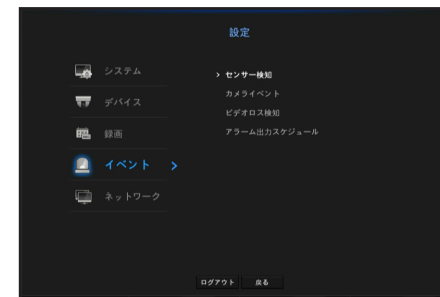 設定
システム
デバイス
録画
イベント >
ネットワーク
> センサー検知
カメライベント
ビデオロス検知
アラーム出力スケジュール
ログアウト 戻る